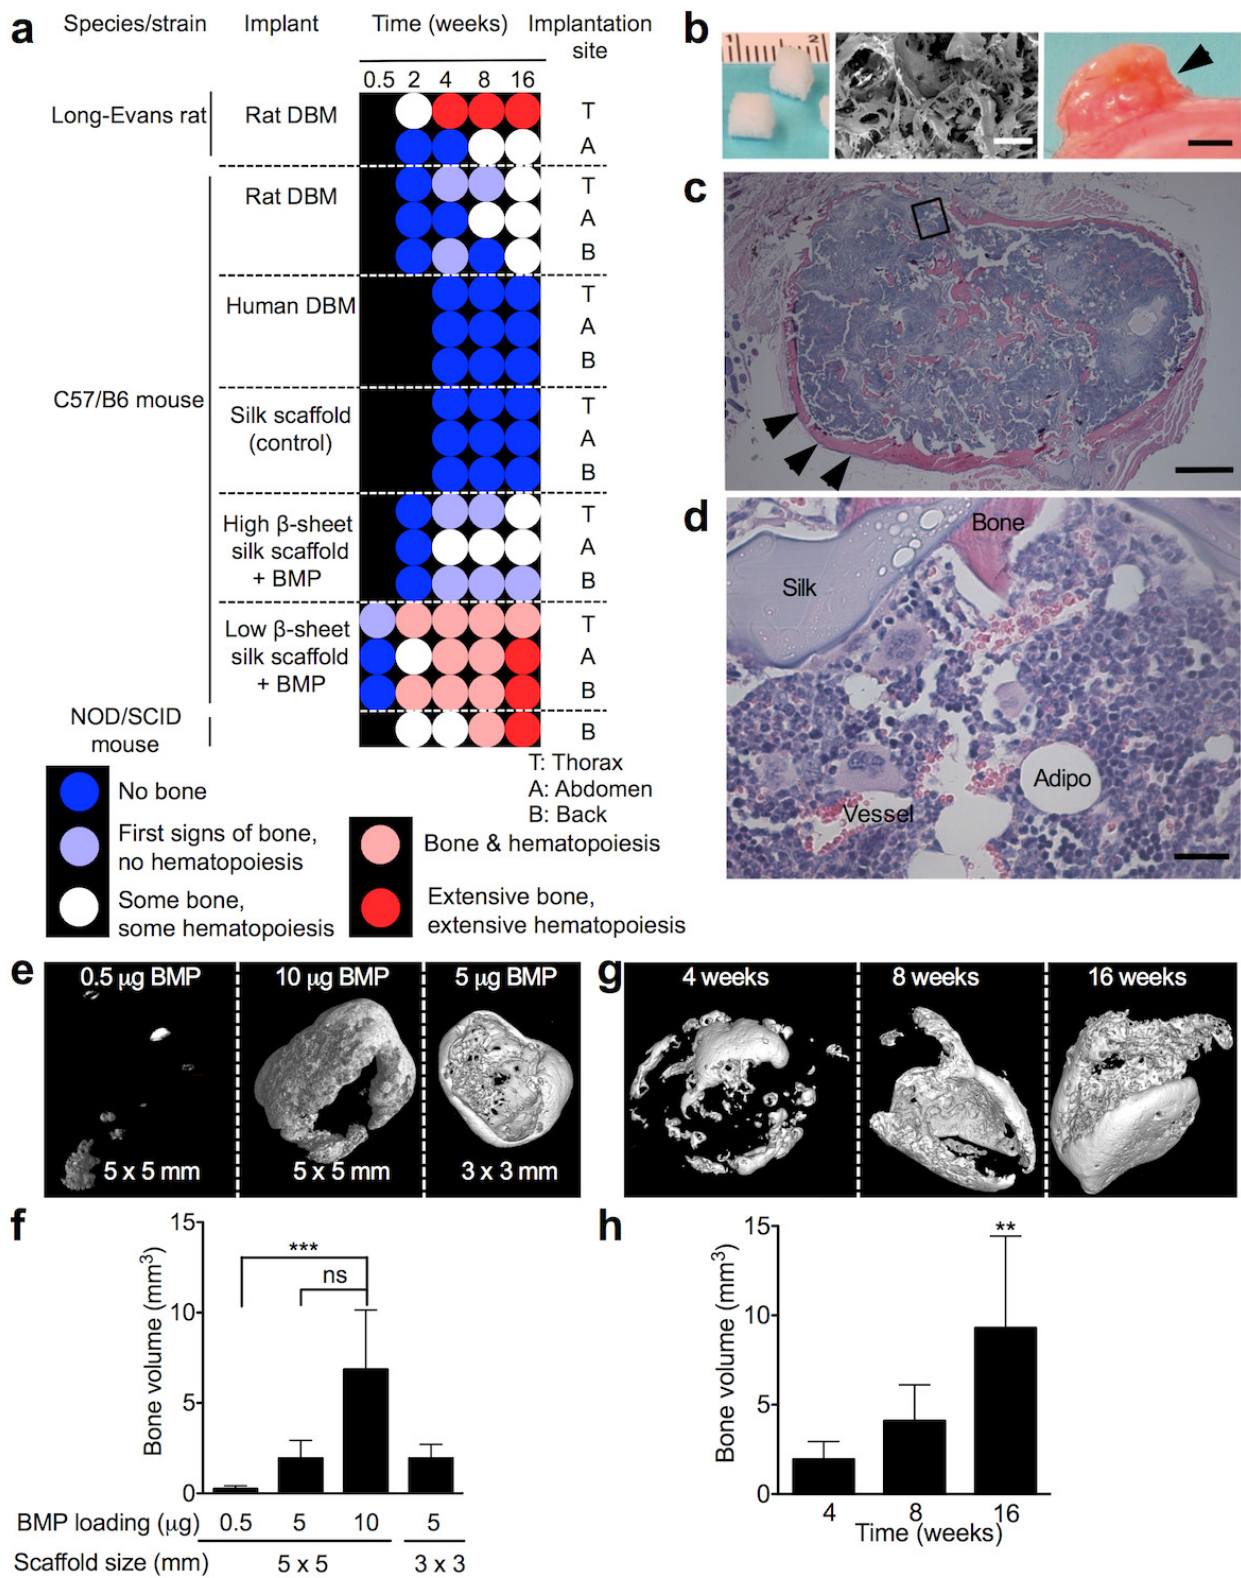 a
Species/strain
Implant
Time (weeks)
Implantation
site
0.5 2 4 8 16
Long-Evans rat
Rat DBM
T
A
C57/B6 mouse
Rat DBM
T
A
B
Human DBM
T
A
B
Silk scaffold
(control)
T
A
B
High β-sheet
silk scaffold
+ BMP
T
A
B
Low β-sheet
silk scaffold
+ BMP
T
A
B
NOD/SCID
mouse
B
T: Thorax
A: Abdomen
B: Back
No bone
First signs of bone,
no hematopoiesis
Some bone,
some hematopoiesis
Bone & hematopoiesis
Extensive bone,
extensive hematopoiesis
b
1 2
c
d
Bone
Silk
Adipo
Vessel
e
0.5 μg BMP
10 μg BMP
5 μg BMP
5 x 5 mm
5 x 5 mm
3 x 3 mm
g
4 weeks
8 weeks
16 weeks
f
Bone volume (mm³)
15
10
5
0
***
ns
BMP loading (μg) 0.5 5 10 5
Scaffold size (mm) 5 x 5 3 x 3
h
Bone volume (mm³)
15
10
5
0
**
4 8 16
Time (weeks)